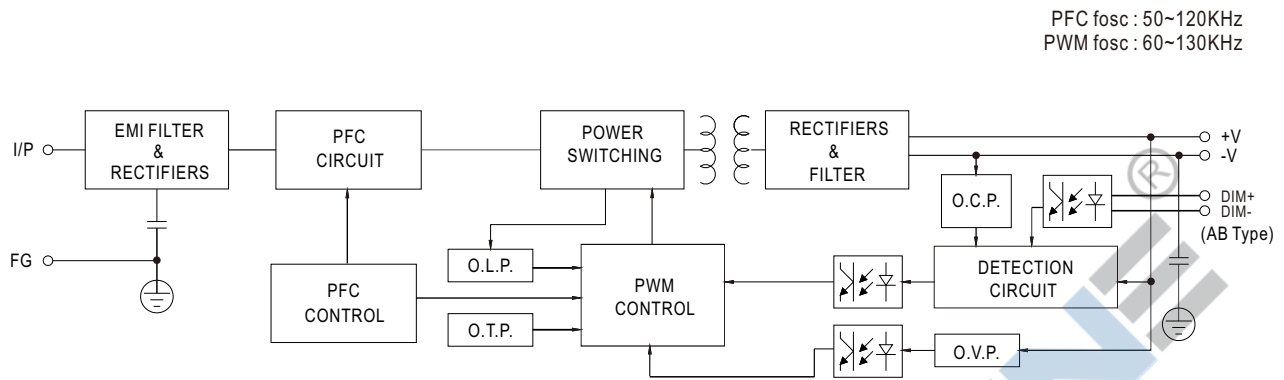 PFC fosc : 50~120KHz
PWM fosc : 60~130KHz
I/P
EMI FILTER
&
RECTIFIERS
PFC
CIRCUIT
POWER
SWITCHING
RECTIFIERS
&
FILTER
+V
-V
DIM+
DIM-
(AB Type)
O.C.P.
FG
O.L.P.
O.T.P.
PFC
CONTROL
PWM
CONTROL
DETECTION
CIRCUIT
O.V.P.
®